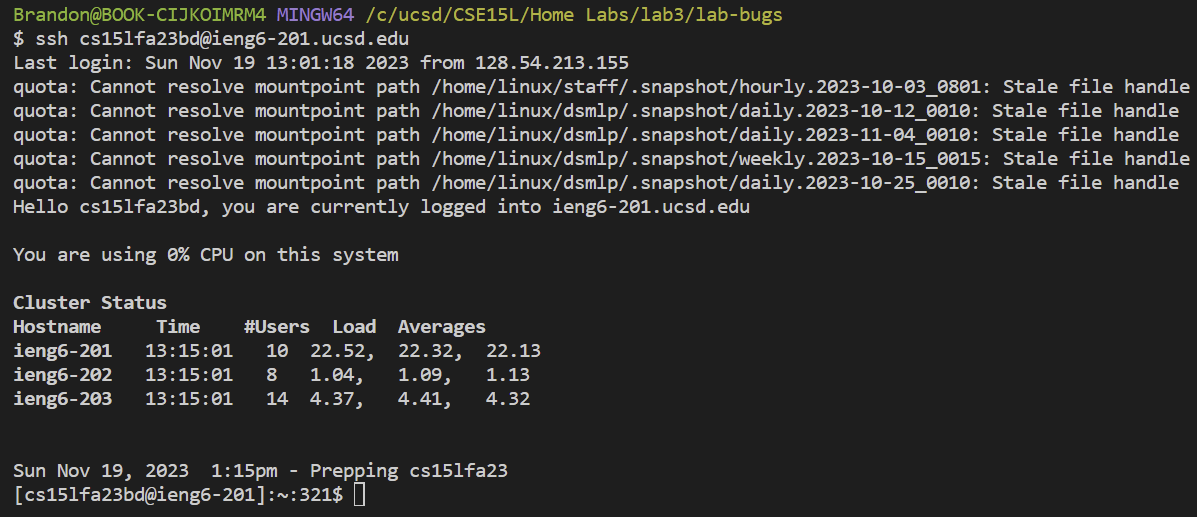 Brandon@BOOK-CIJKOIMRM4 MINGW64 /c/ucsd/CSE15L/Home Labs/lab3/lab-bugs
$ ssh cs15lfa23bd@ieng6-201.ucsd.edu
Last login: Sun Nov 19 13:01:18 2023 from 128.54.213.155
quota: Cannot resolve mountpoint path /home/linux/staff/.snapshot/hourly.2023-10-03_0801: Stale file handle
quota: Cannot resolve mountpoint path /home/linux/dsmlp/.snapshot/daily.2023-10-12_0010: Stale file handle
quota: Cannot resolve mountpoint path /home/linux/dsmlp/.snapshot/daily.2023-11-04_0010: Stale file handle
quota: Cannot resolve mountpoint path /home/linux/dsmlp/.snapshot/weekly.2023-10-15_0015: Stale file handle
quota: Cannot resolve mountpoint path /home/linux/dsmlp/.snapshot/daily.2023-10-25_0010: Stale file handle
Hello cs15lfa23bd, you are currently logged into ieng6-201.ucsd.edu
You are using 0% CPU on this system
Cluster Status
Hostname     Time    #Users  Load  Averages
ieng6-201   13:15:01   10  22.52,  22.32,  22.13
ieng6-202   13:15:01   8   1.04,   1.09,   1.13
ieng6-203   13:15:01   14  4.37,   4.41,   4.32
Sun Nov 19, 2023  1:15pm - Prepping cs15lfa23
[cs15lfa23bd@ieng6-201]:~:321$